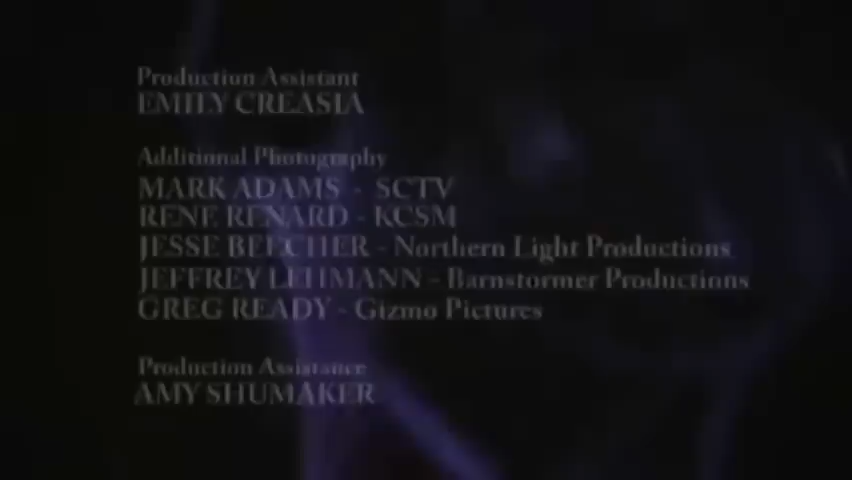 Production Assistant
EMILY CREASIA
Additional Photography
MARK ADAMS - SCTV
RENE RENARD - KCSM
JESSE BEECHER - Northern Light Productions
JEFFREY LEHMANN - Barnstormer Productions
GREG READY - Gizmo Pictures
Production Assistance
AMY SHUMAKER